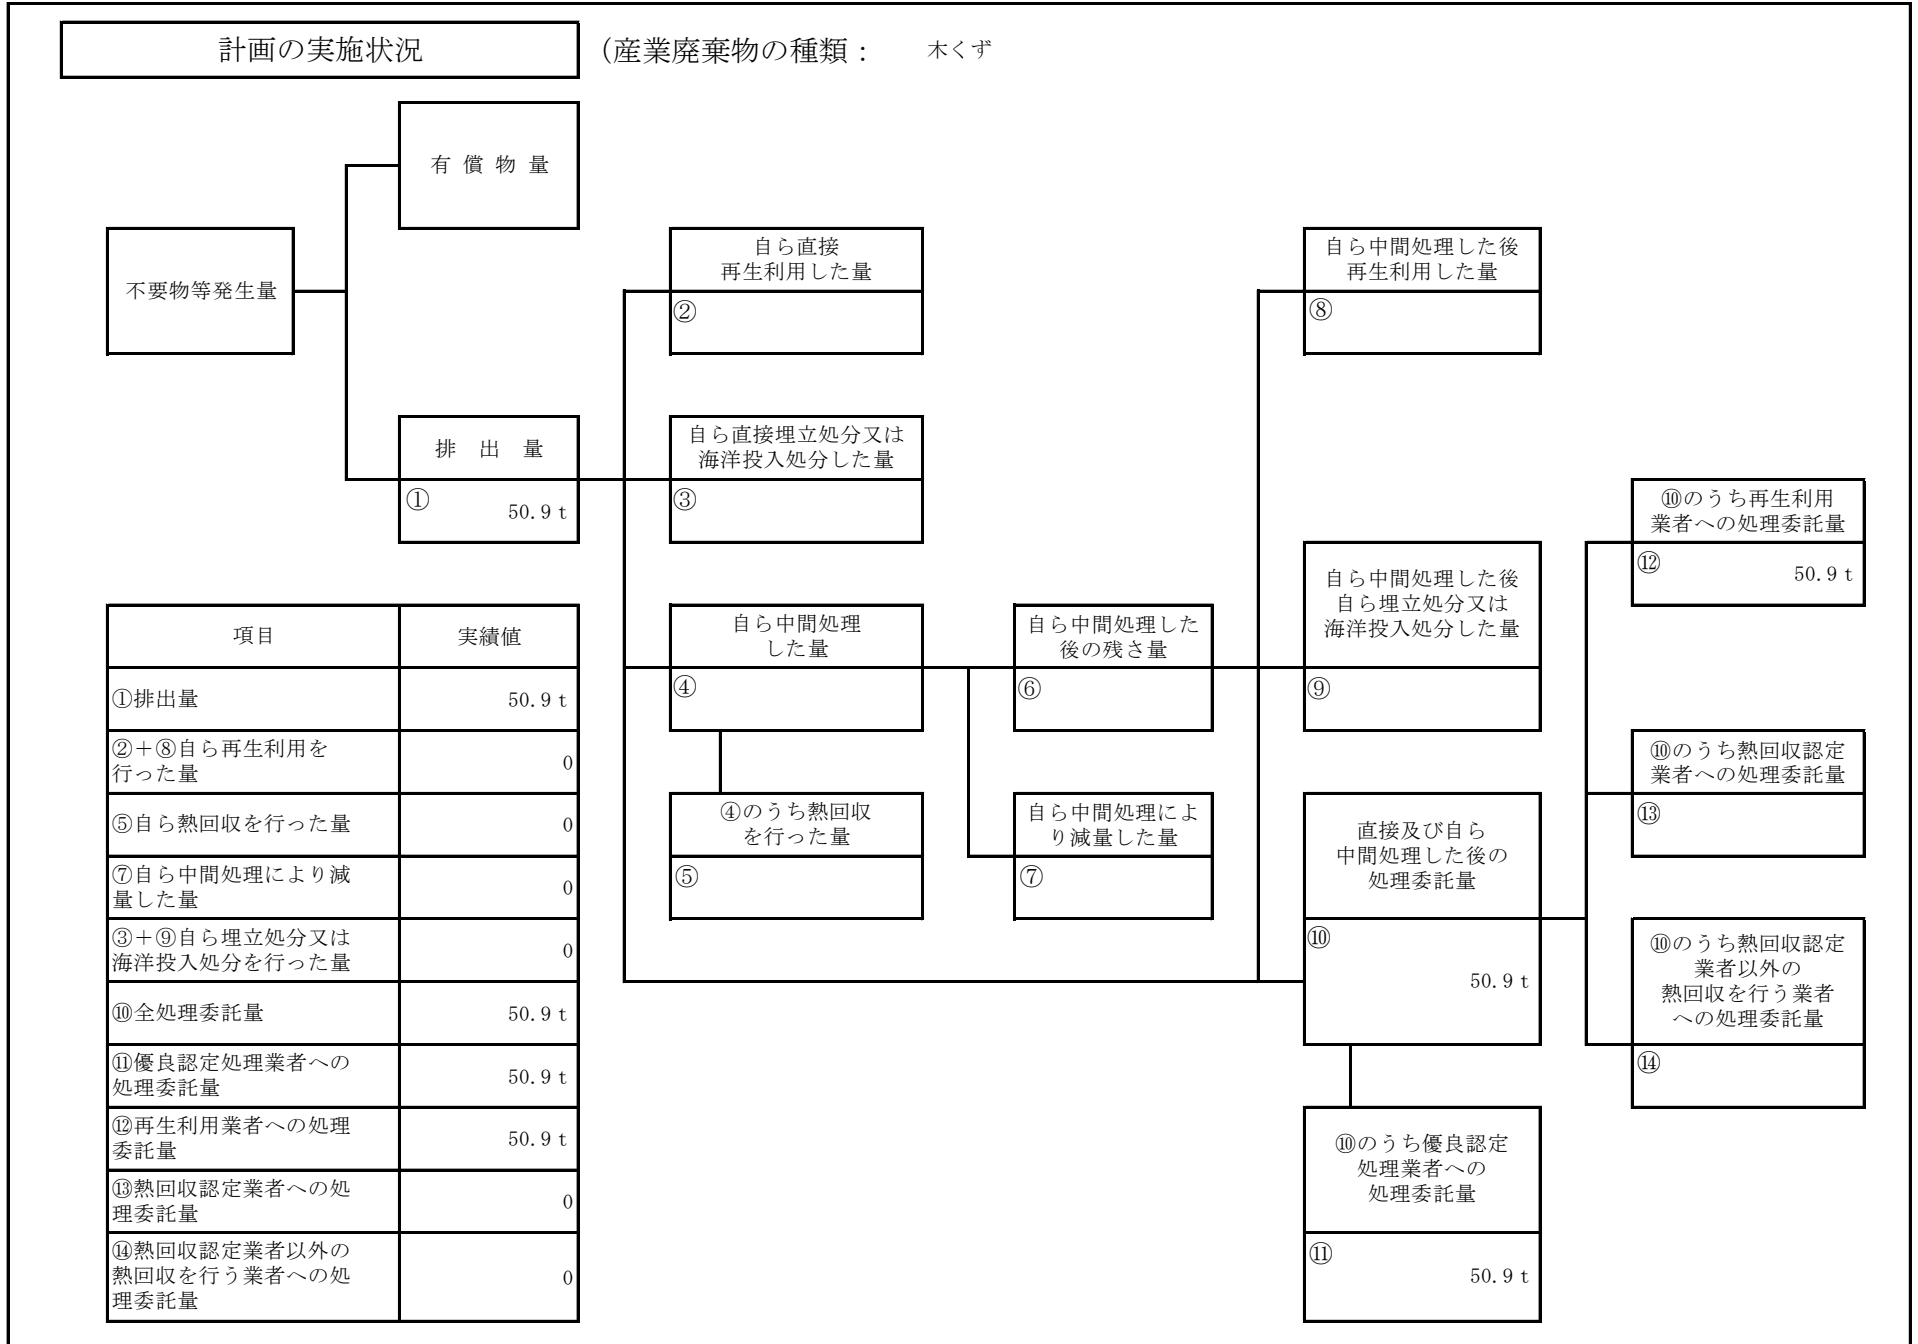 計画の実施状況
(産業廃棄物の種類： 木くず
有 償 物 量
不要物等発生量
自ら直接
再生利用した量
②
自ら中間処理した後
再生利用した量
⑧
排 出 量
① 50.9ｔ
自ら直接埋立処分又は
海洋投入処分した量
③
⑩のうち再生利用
業者への処理委託量
⑫ 50.9ｔ
自ら中間処理した後
自ら埋立処分又は
海洋投入処分した量
⑨
自ら中間処理
した量
④
自ら中間処理した
後の残さ量
⑥
⑩のうち熱回収認定
業者への処理委託量
⑬
④のうち熱回収
を行った量
⑤
自ら中間処理によ
り減量した量
⑦
直接及び自ら
中間処理した後の
処理委託量
⑩
50.9ｔ
⑩のうち熱回収認定
業者以外の
熱回収を行う業者
への処理委託量
⑭
⑩のうち優良認定
処理業者への
処理委託量
⑪
50.9ｔ
項目 実績値
①排出量 50.9ｔ
②＋⑧自ら再生利用を
行った量 0
⑤自ら熱回収を行った量 0
⑦自ら中間処理により減
量した量 0
③＋⑨自ら埋立処分又は
海洋投入処分を行った量 0
⑩全処理委託量 50.9ｔ
⑪優良認定処理業者への
処理委託量 50.9ｔ
⑫再生利用業者への処理
委託量 50.9ｔ
⑬熱回収認定業者への処
理委託量 0
⑭熱回収認定業者以外の
熱回収を行う業者への処
理委託量 0